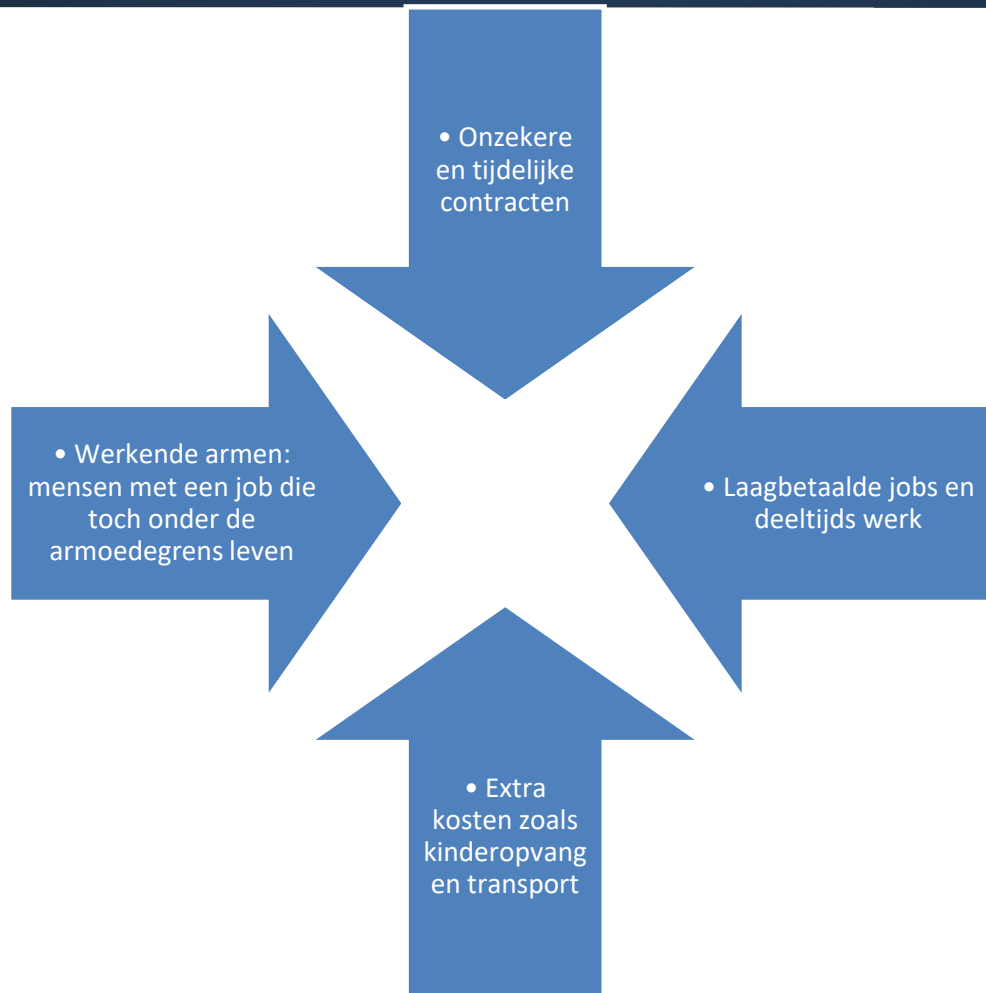 • Onzekere
en tijdelijke
contracten
• Werkende armen:
mensen met een job die
toch onder de
armoedegrens leven
• Laagbetaalde jobs en
deeltijds werk
• Extra
kosten zoals
kinderopvang
en transport